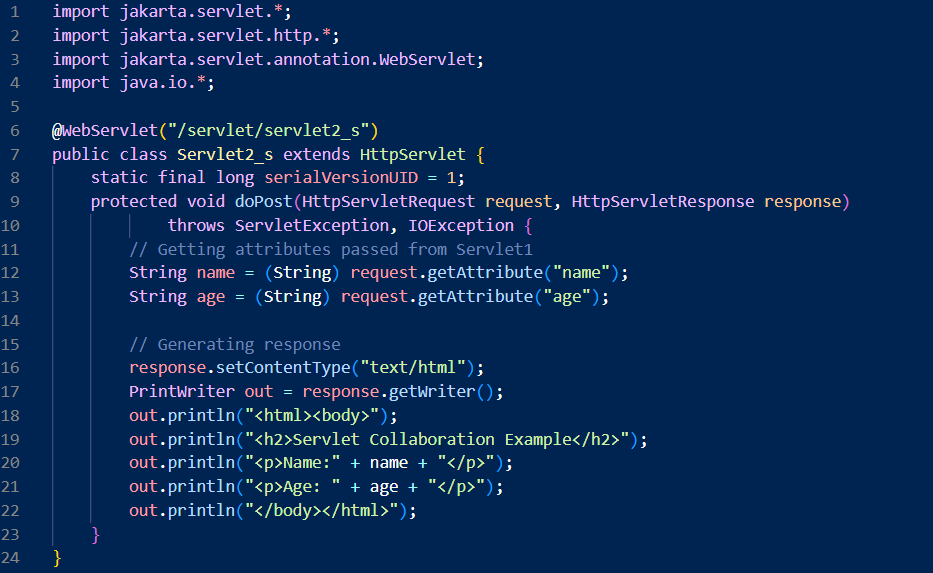 1 import jakarta.servlet.*;
2 import jakarta.servlet.http.*;
3 import jakarta.servlet.annotation.WebServlet;
4 import java.io.*;
5
6 @WebServlet("/servlet/servlet2_s")
7 public class Servlet2_s extends HttpServlet {
8     static final long serialVersionUID = 1;
9     protected void doPost(HttpServletRequest request, HttpServletResponse response)
10             throws ServletException, IOException {
11         // Getting attributes passed from Servlet1
12         String name = (String) request.getAttribute("name");
13         String age = (String) request.getAttribute("age");
14
15         // Generating response
16         response.setContentType("text/html");
17         PrintWriter out = response.getWriter();
18         out.println("<html><body>");
19         out.println("<h2>Servlet Collaboration Example</h2>");
20         out.println("<p>Name:" + name + "</p>");
21         out.println("<p>Age: " + age + "</p>");
22         out.println("</body></html>");
23     }
24 }